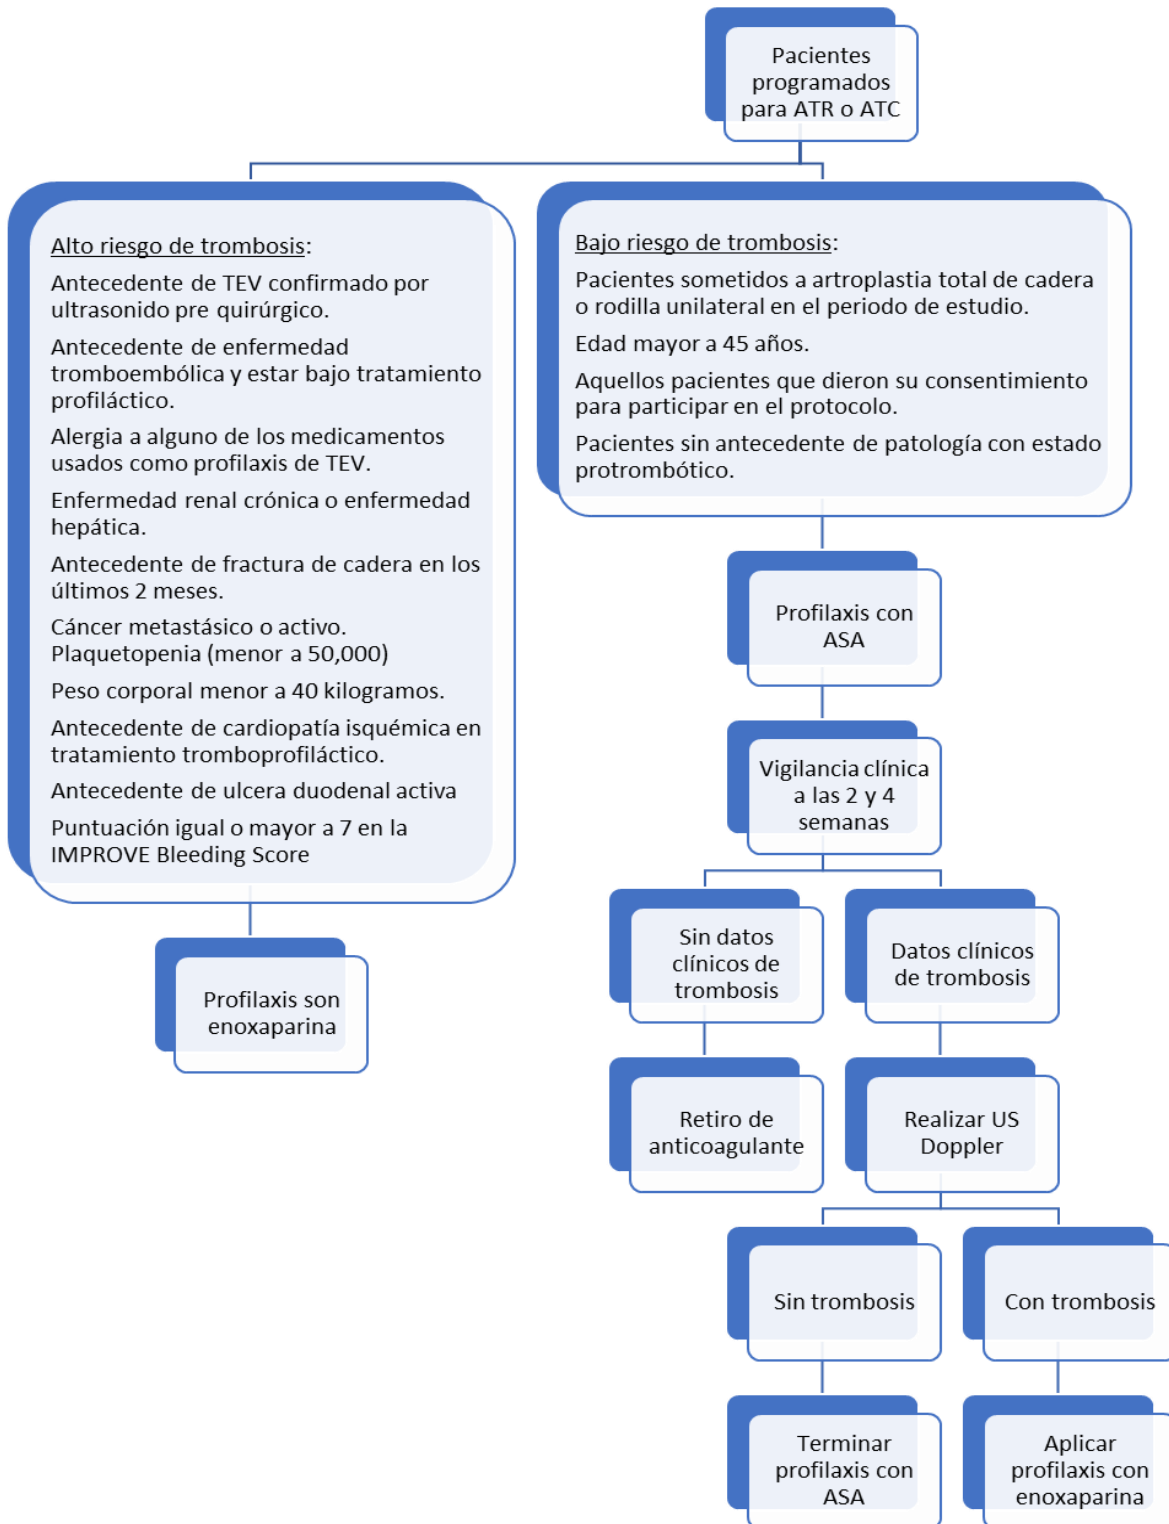 Pacientes
programados
para ATR o ATC
Alto riesgo de trombosis:
Antecedente de TEV confirmado por
ultrasonido pre quirúrgico.
Antecedente de enfermedad
tromboembólica y estar bajo tratamiento
profiláctico.
Alergia a alguno de los medicamentos
usados como profilaxis de TEV.
Enfermedad renal crónica o enfermedad
hepática.
Antecedente de fractura de cadera en los
últimos 2 meses.
Cáncer metastásico o activo.
Plaquetopenia (menor a 50,000)
Peso corporal menor a 40 kilogramos.
Antecedente de cardiopatía isquémica en
tratamiento tromboprofiláctico.
Antecedente de ulcera duodenal activa
Puntuación igual o mayor a 7 en la
IMPROVE Bleeding Score
Profilaxis son
enoxaparina
Bajo riesgo de trombosis:
Pacientes sometidos a artroplastia total de cadera
o rodilla unilateral en el periodo de estudio.
Edad mayor a 45 años.
Aquellos pacientes que dieron su consentimiento
para participar en el protocolo.
Pacientes sin antecedente de patología con estado
protrombótico.
Profilaxis con
ASA
Vigilancia clínica
a las 2 y 4
semanas
Sin datos
clínicos de
trombosis
Retiro de
anticoagulante
Datos clínicos
de trombosis
Realizar US
Doppler
Sin trombosis
Terminar
profilaxis con
ASA
Con trombosis
Aplicar
profilaxis con
enoxaparina